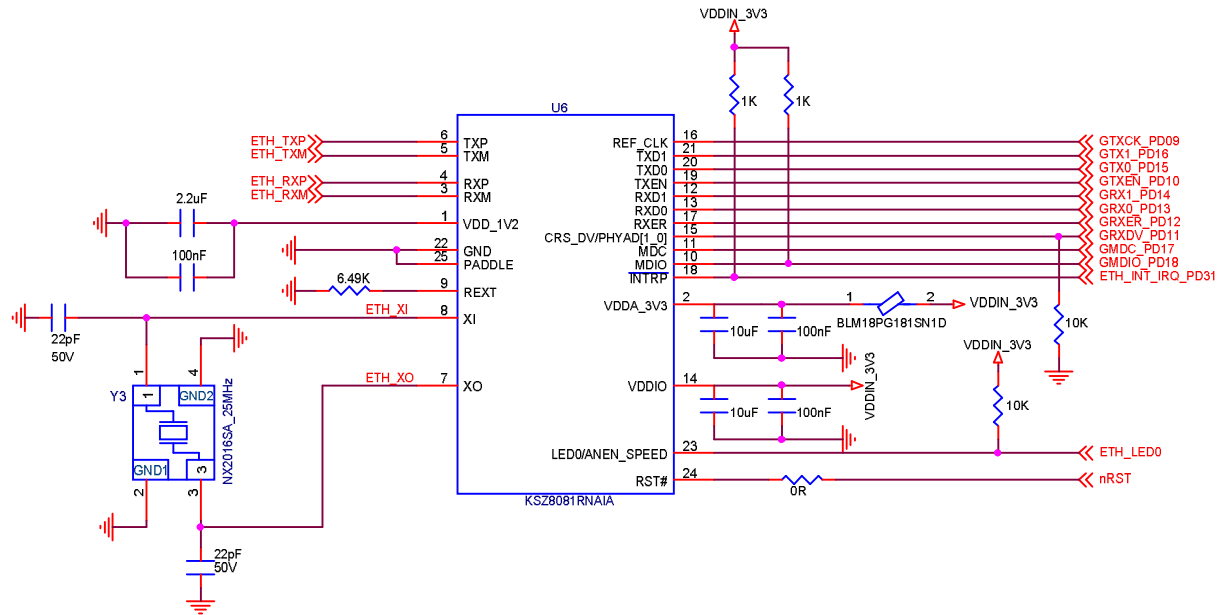 VDDIN_3V3
1K
1K
U6
ETH_TXP
6
TXP
REF_CLK
16
GTXCK_PD09
ETH_TXM
5
TXM
TXD1
21
GTX1_PD16
TXD0
20
GTX0_PD15
ETH_RXP
4
RXP
TXEN
19
GTXEN_PD10
ETH_RXM
3
RXM
RXD1
12
GRX1_PD14
2.2uF
RXD0
13
GRX0_PD13
1
VDD_1V2
RXER
17
GRXER_PD12
CRS_DV/PHYAD[1_0]
15
GRXDV_PD11
100nF
22
GND
MDC
11
GMDC_PD17
25
PADDLE
MDIO
10
GMDIO_PD18
INTRP
18
ETH_INT_IRQ_PD31
6.49K
9
REXT
VDDA_3V3
2
1
2
VDDIN_3V3
BLM18PG181SN1D
ETH_XI
8
XI
22pF
50V
10uF
100nF
10K
VDDIN_3V3
1
4
ETH_XO
7
XO
VDDIO
14
VDDIN_3V3
Y3
1
GND2
NX2016SA_25MHz
10uF
100nF
10K
GND1
3
LED0/ANEN_SPEED
23
ETH_LED0
2
3
RST#
24
0R
nRST
KSZ8081RNAIA
22pF
50V